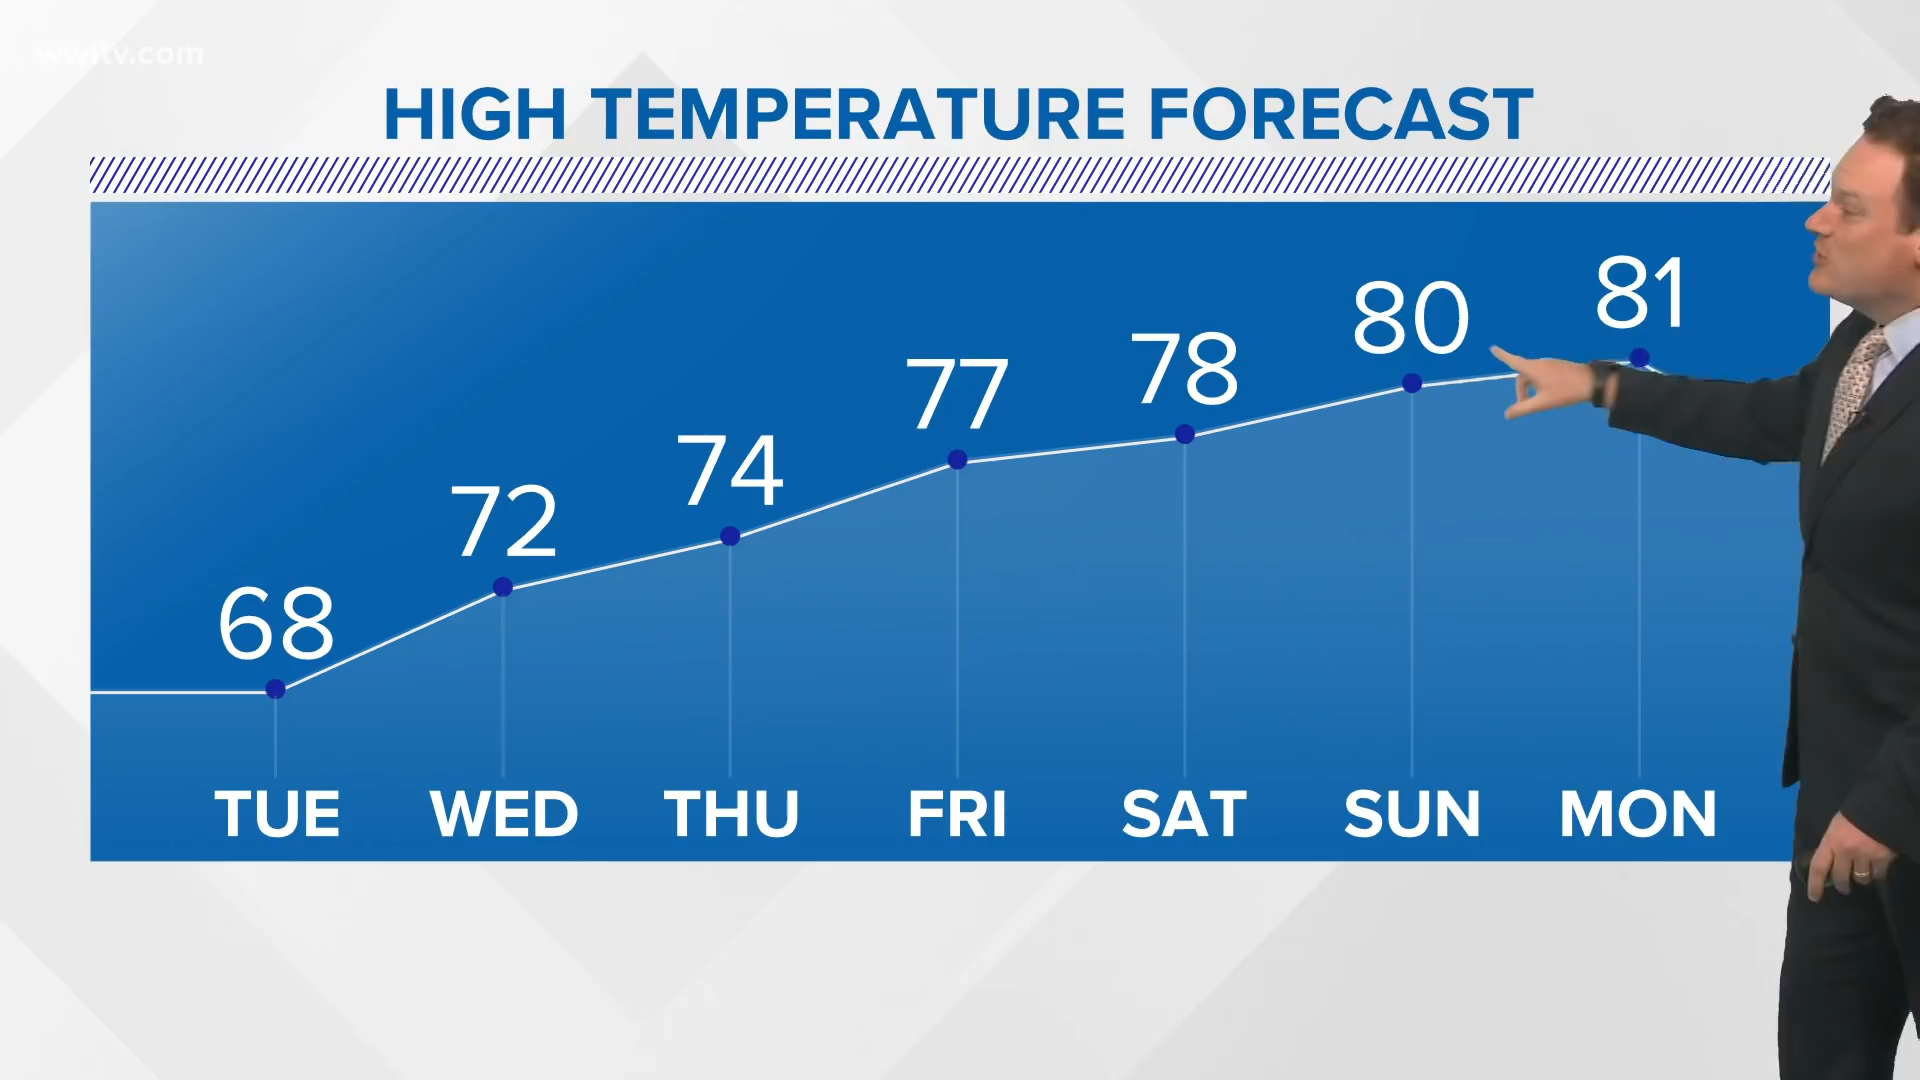 wwltv.com
HIGH TEMPERATURE FORECAST
68 72 74 77 78 80 81
TUE WED THU FRI SAT SUN MON